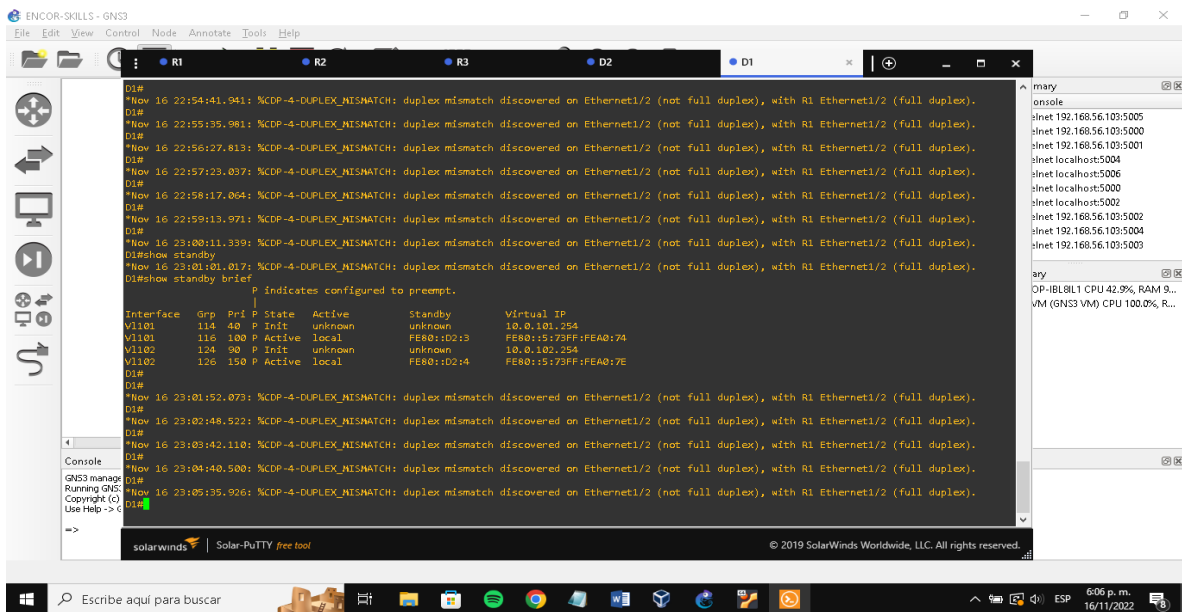 ENCOR-SKILLS - GNS3
File Edit View Control Node Annotate Tools Help
R1 R2 R3 D2 D1
D1#
*Nov 16 22:54:41.941: %CDP-4-DUPLEX_MISMATCH: duplex mismatch discovered on Ethernet1/2 (not full duplex), with R1 Ethernet1/2 (full duplex).
D1#
*Nov 16 22:55:35.981: %CDP-4-DUPLEX_MISMATCH: duplex mismatch discovered on Ethernet1/2 (not full duplex), with R1 Ethernet1/2 (full duplex).
D1#
*Nov 16 22:56:27.813: %CDP-4-DUPLEX_MISMATCH: duplex mismatch discovered on Ethernet1/2 (not full duplex), with R1 Ethernet1/2 (full duplex).
D1#
*Nov 16 22:57:23.037: %CDP-4-DUPLEX_MISMATCH: duplex mismatch discovered on Ethernet1/2 (not full duplex), with R1 Ethernet1/2 (full duplex).
D1#
*Nov 16 22:58:17.064: %CDP-4-DUPLEX_MISMATCH: duplex mismatch discovered on Ethernet1/2 (not full duplex), with R1 Ethernet1/2 (full duplex).
D1#
*Nov 16 22:59:13.971: %CDP-4-DUPLEX_MISMATCH: duplex mismatch discovered on Ethernet1/2 (not full duplex), with R1 Ethernet1/2 (full duplex).
D1#
*Nov 16 23:00:11.339: %CDP-4-DUPLEX_MISMATCH: duplex mismatch discovered on Ethernet1/2 (not full duplex), with R1 Ethernet1/2 (full duplex).
D1#show standby
*Nov 16 23:01:01.017: %CDP-4-DUPLEX_MISMATCH: duplex mismatch discovered on Ethernet1/2 (not full duplex), with R1 Ethernet1/2 (full duplex).
D1#show standby brief
P indicates configured to preempt.
|
Interface Grp Pri P State Active Standby Virtual IP
Vl101 114 40 P Init unknown unknown 10.0.101.254
Vl101 116 100 P Active local FE80::D2:3 FE80::5:73FF:FEA0:74
Vl102 124 90 P Init unknown unknown 10.0.102.254
Vl102 126 150 P Active local FE80::D2:4 FE80::5:73FF:FEA0:7E
D1#
D1#
*Nov 16 23:01:52.073: %CDP-4-DUPLEX_MISMATCH: duplex mismatch discovered on Ethernet1/2 (not full duplex), with R1 Ethernet1/2 (full duplex).
D1#
*Nov 16 23:02:48.522: %CDP-4-DUPLEX_MISMATCH: duplex mismatch discovered on Ethernet1/2 (not full duplex), with R1 Ethernet1/2 (full duplex).
D1#
*Nov 16 23:03:42.110: %CDP-4-DUPLEX_MISMATCH: duplex mismatch discovered on Ethernet1/2 (not full duplex), with R1 Ethernet1/2 (full duplex).
D1#
*Nov 16 23:04:40.500: %CDP-4-DUPLEX_MISMATCH: duplex mismatch discovered on Ethernet1/2 (not full duplex), with R1 Ethernet1/2 (full duplex).
D1#
*Nov 16 23:05:35.926: %CDP-4-DUPLEX_MISMATCH: duplex mismatch discovered on Ethernet1/2 (not full duplex), with R1 Ethernet1/2 (full duplex).
D1#
solarwinds Solar-PuTTY free tool © 2019 SolarWinds Worldwide, LLC. All rights reserved.
mary
onsole
elnet 192.168.56.103:5005
elnet 192.168.56.103:5000
elnet 192.168.56.103:5001
elnet localhost:5004
elnet localhost:5006
elnet localhost:5000
elnet localhost:5002
elnet 192.168.56.103:5002
elnet 192.168.56.103:5004
elnet 192.168.56.103:5003
ary
OP-IBL8IL1 CPU 42.9%, RAM 9...
VM (GNS3 VM) CPU 100.0%, R...
Console
GNS3 manage
Running GNS
Copyright (c)
Use Help -> G
=>
Escribe aquí para buscar
ESP
6:06 p. m.
16/11/2022
8